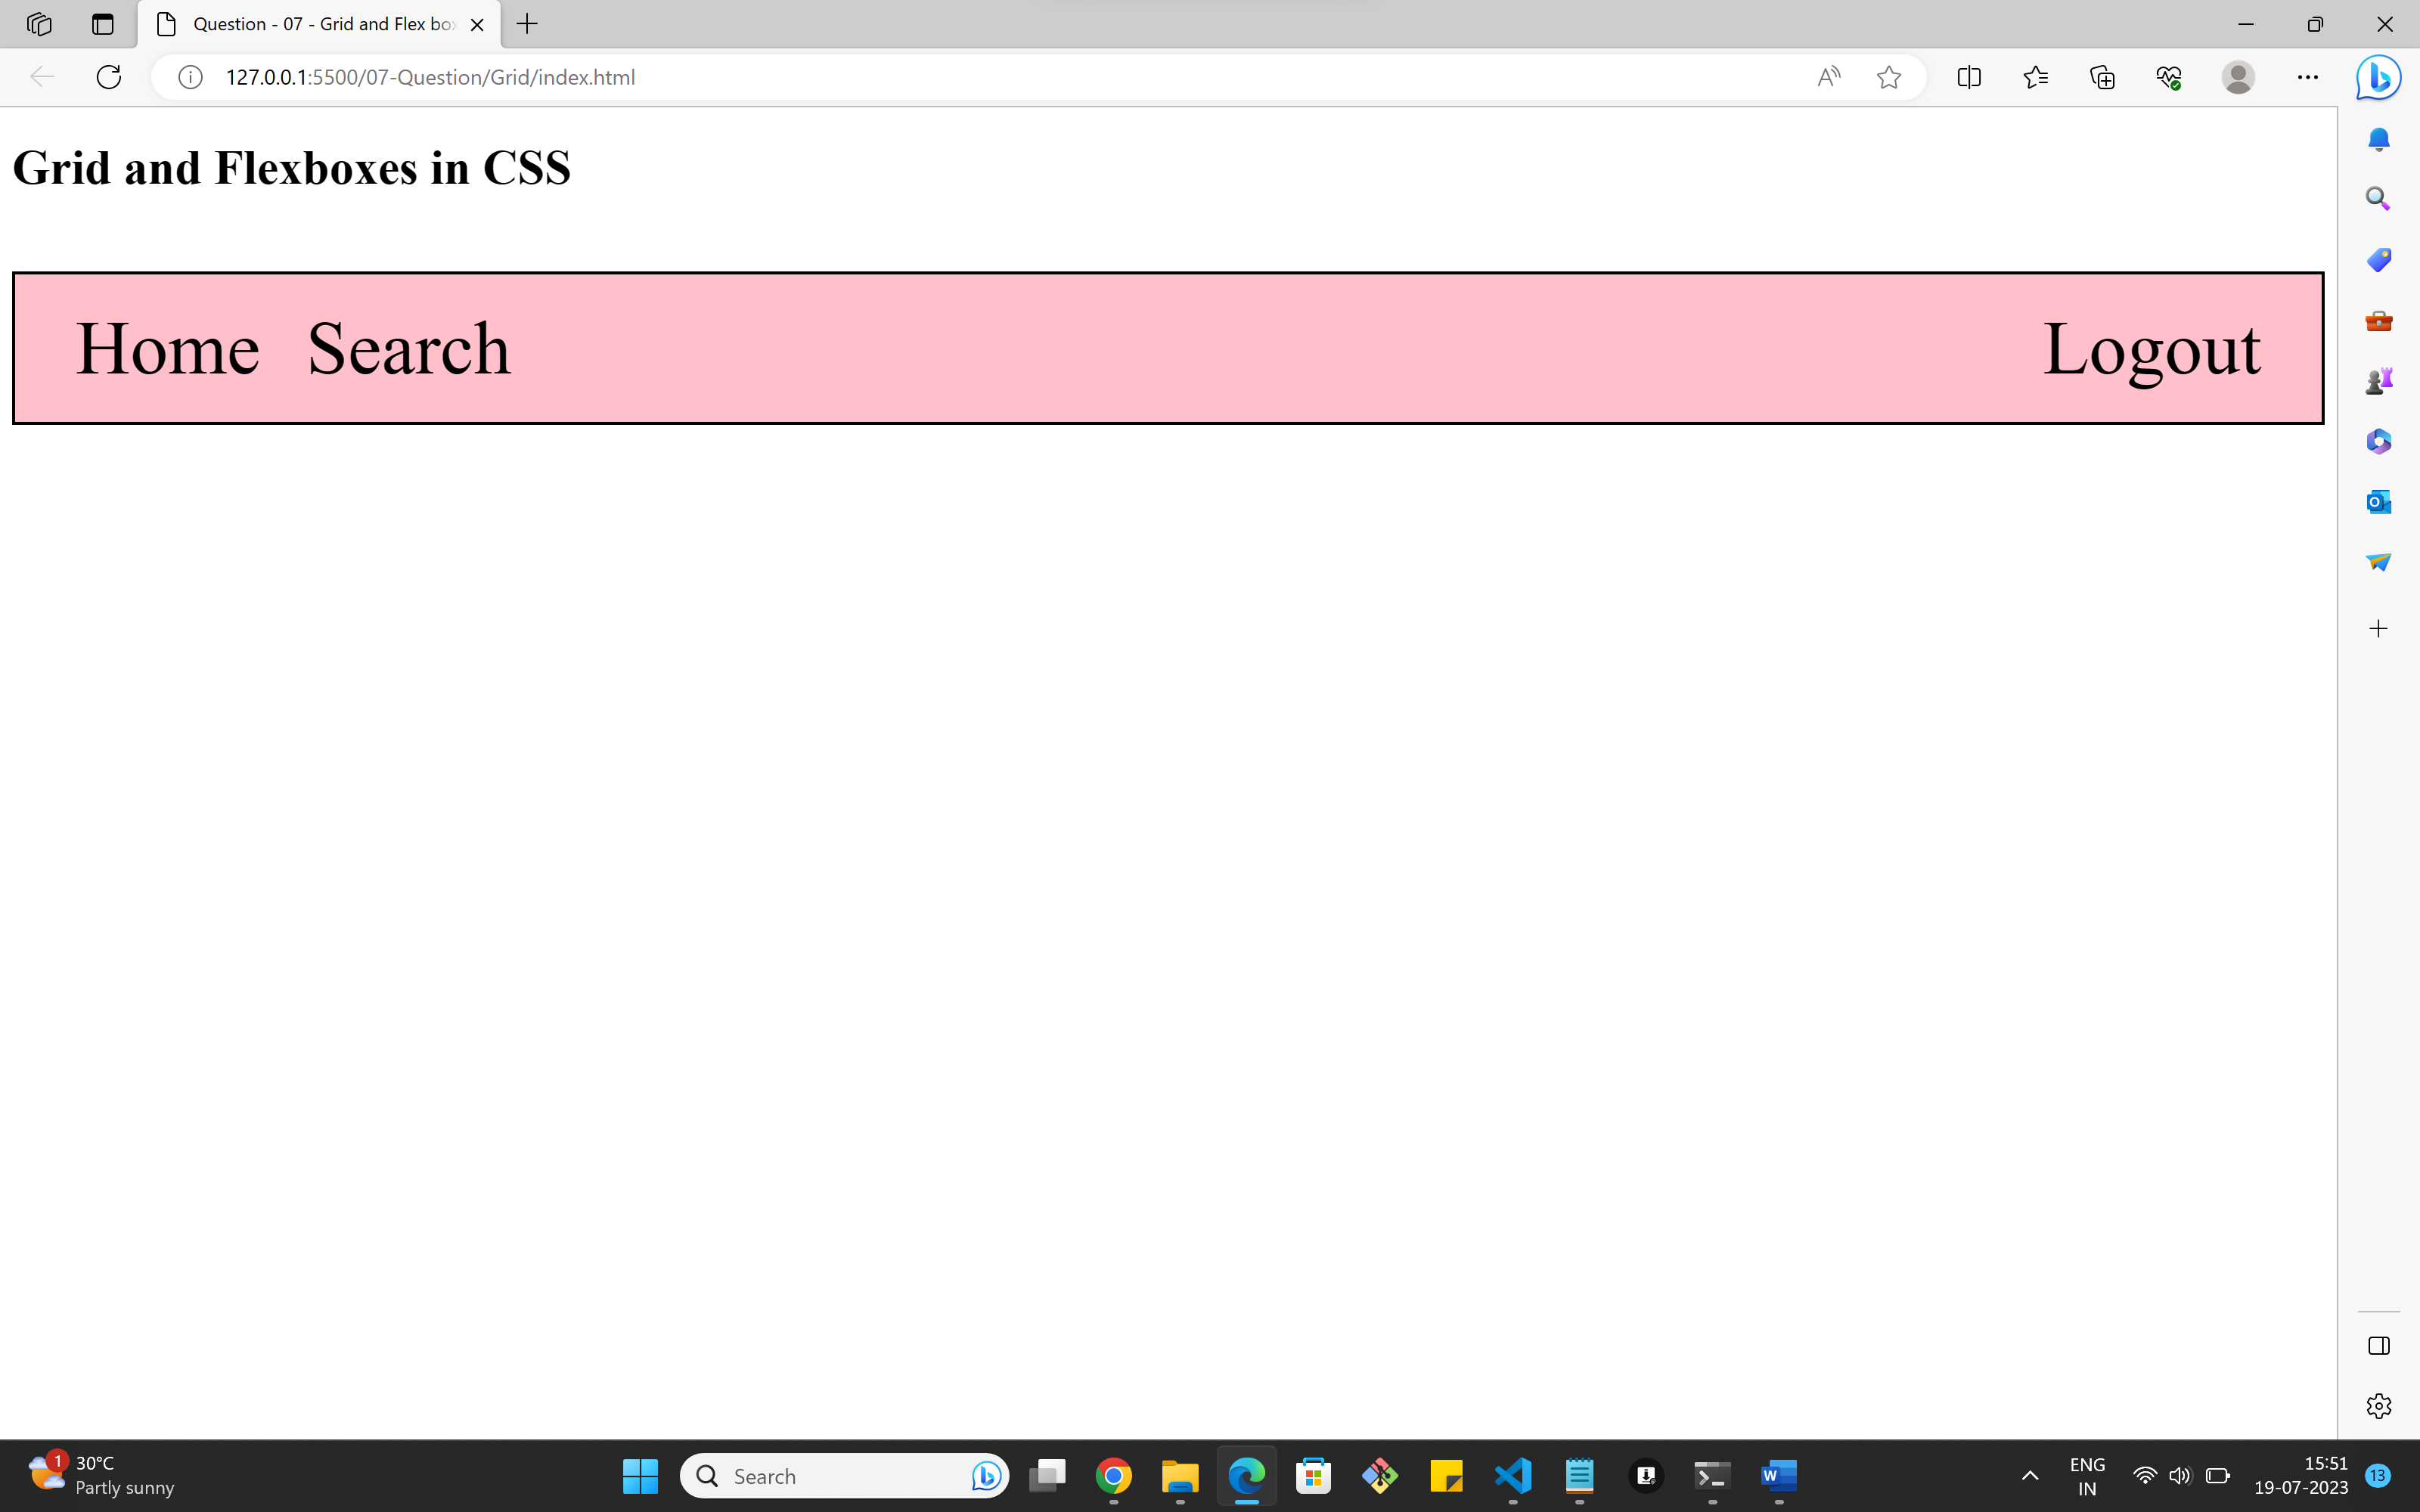 Question - 07 - Grid and Flex box
127.0.0.1:5500/07-Question/Grid/index.html
Grid and Flexboxes in CSS
Home Search Logout
1
30°C
Partly sunny
Search
ENG
IN
15:51
19-07-2023
13